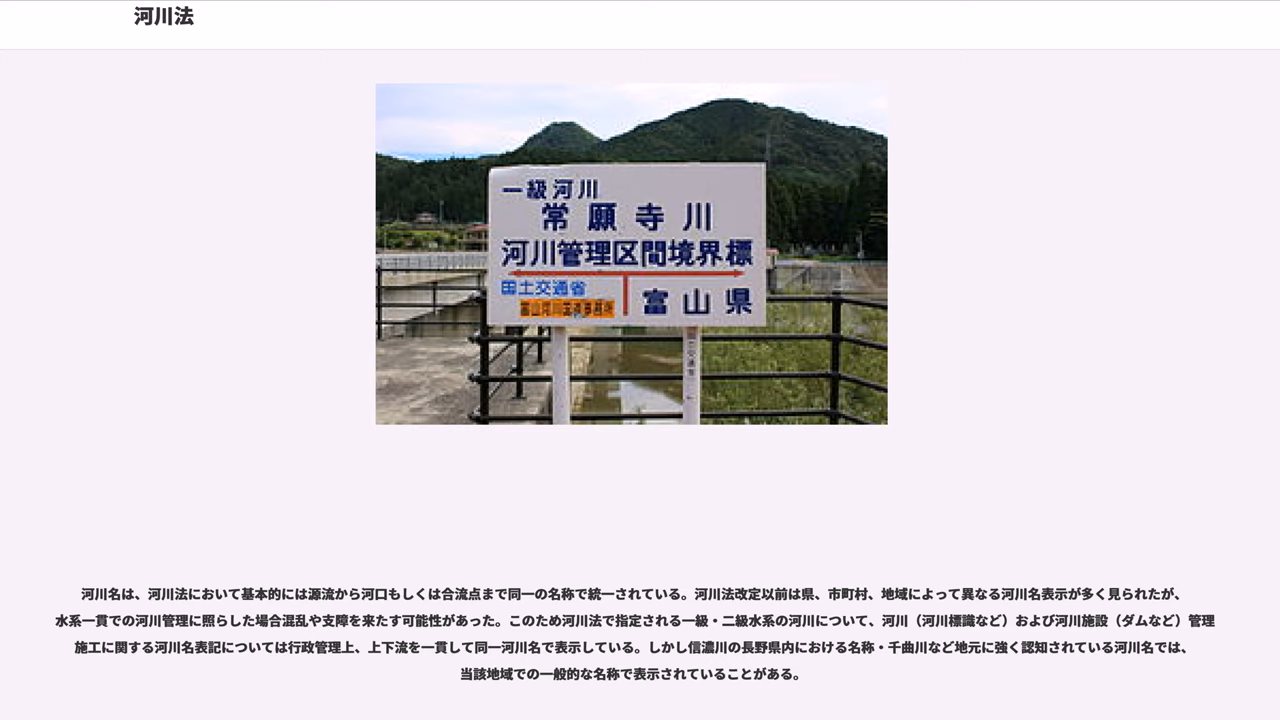 河川法
一級河川
常願寺川
河川管理区間境界標
国土交通省
富山県
富山河川国道事務所
河川名は、河川法において基本的には源流から河口もしくは合流点まで同一の名称で統一されている。河川法改定以前は県、市町村、地域によって異なる河川名表示が多く見られたが、
水系一貫での河川管理に照らした場合混乱や支障を来たす可能性があった。このため河川法で指定される一級・二級水系の河川について、河川（河川標識など）および河川施設（ダムなど）管理
施工に関する河川名表記については行政管理上、上下流を一貫して同一河川名で表示している。しかし信濃川の長野県内における名称・千曲川など地元に強く認知されている河川名では、
当該地域での一般的な名称で表示されていることがある。